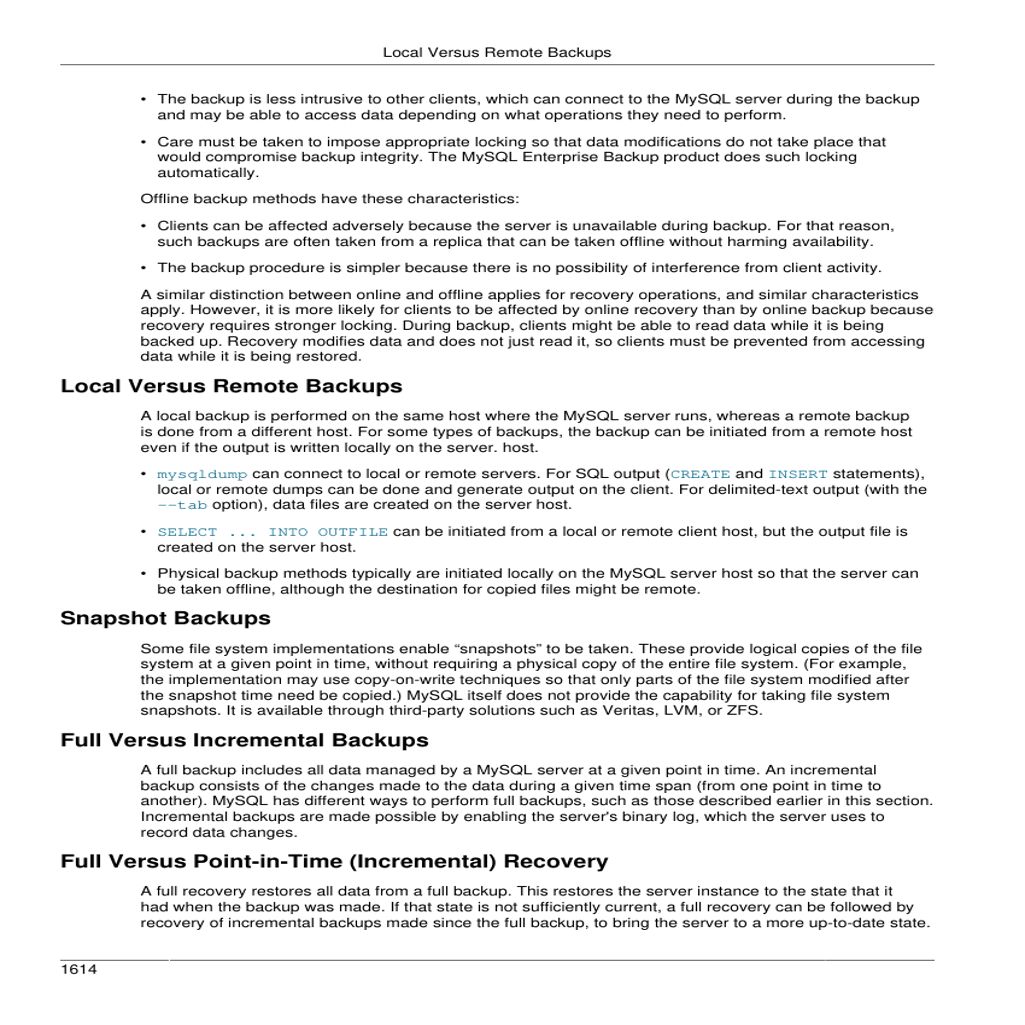 Local Versus Remote Backups
• The backup is less intrusive to other clients, which can connect to the MySQL server during the backup
and may be able to access data depending on what operations they need to perform.
• Care must be taken to impose appropriate locking so that data modifications do not take place that
would compromise backup integrity. The MySQL Enterprise Backup product does such locking
automatically.
Offline backup methods have these characteristics:
• Clients can be affected adversely because the server is unavailable during backup. For that reason,
such backups are often taken from a replica that can be taken offline without harming availability.
• The backup procedure is simpler because there is no possibility of interference from client activity.
A similar distinction between online and offline applies for recovery operations, and similar characteristics
apply. However, it is more likely for clients to be affected by online recovery than by online backup because
recovery requires stronger locking. During backup, clients might be able to read data while it is being
backed up. Recovery modifies data and does not just read it, so clients must be prevented from accessing
data while it is being restored.
Local Versus Remote Backups
A local backup is performed on the same host where the MySQL server runs, whereas a remote backup
is done from a different host. For some types of backups, the backup can be initiated from a remote host
even if the output is written locally on the server. host.
• mysqldump can connect to local or remote servers. For SQL output (CREATE and INSERT statements),
local or remote dumps can be done and generate output on the client. For delimited-text output (with the
--tab option), data files are created on the server host.
• SELECT ... INTO OUTFILE can be initiated from a local or remote client host, but the output file is
created on the server host.
• Physical backup methods typically are initiated locally on the MySQL server host so that the server can
be taken offline, although the destination for copied files might be remote.
Snapshot Backups
Some file system implementations enable “snapshots” to be taken. These provide logical copies of the file
system at a given point in time, without requiring a physical copy of the entire file system. (For example,
the implementation may use copy-on-write techniques so that only parts of the file system modified after
the snapshot time need be copied.) MySQL itself does not provide the capability for taking file system
snapshots. It is available through third-party solutions such as Veritas, LVM, or ZFS.
Full Versus Incremental Backups
A full backup includes all data managed by a MySQL server at a given point in time. An incremental
backup consists of the changes made to the data during a given time span (from one point in time to
another). MySQL has different ways to perform full backups, such as those described earlier in this section.
Incremental backups are made possible by enabling the server's binary log, which the server uses to
record data changes.
Full Versus Point-in-Time (Incremental) Recovery
A full recovery restores all data from a full backup. This restores the server instance to the state that it
had when the backup was made. If that state is not sufficiently current, a full recovery can be followed by
recovery of incremental backups made since the full backup, to bring the server to a more up-to-date state.
1614